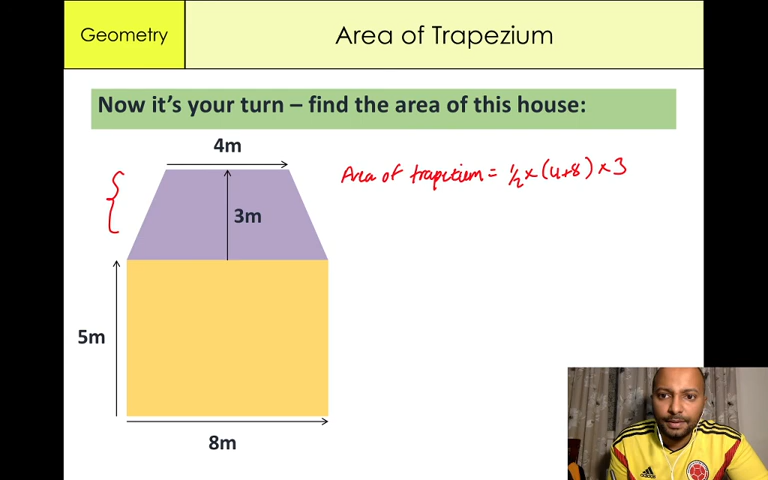 Geometry
Area of Trapezium
Now it's your turn – find the area of this house:
4m
Area of trapezium = ½ × (4+8) × 3
3m
5m
8m
adidas